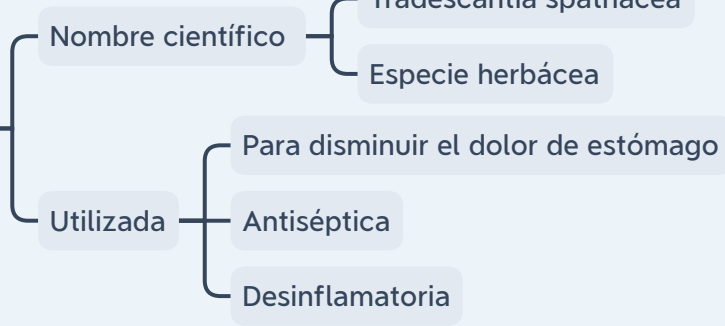 Tradescantia spathacea
Nombre científico
Especie herbácea
Para disminuir el dolor de estómago
Utilizada
Antiséptica
Desinflamatoria